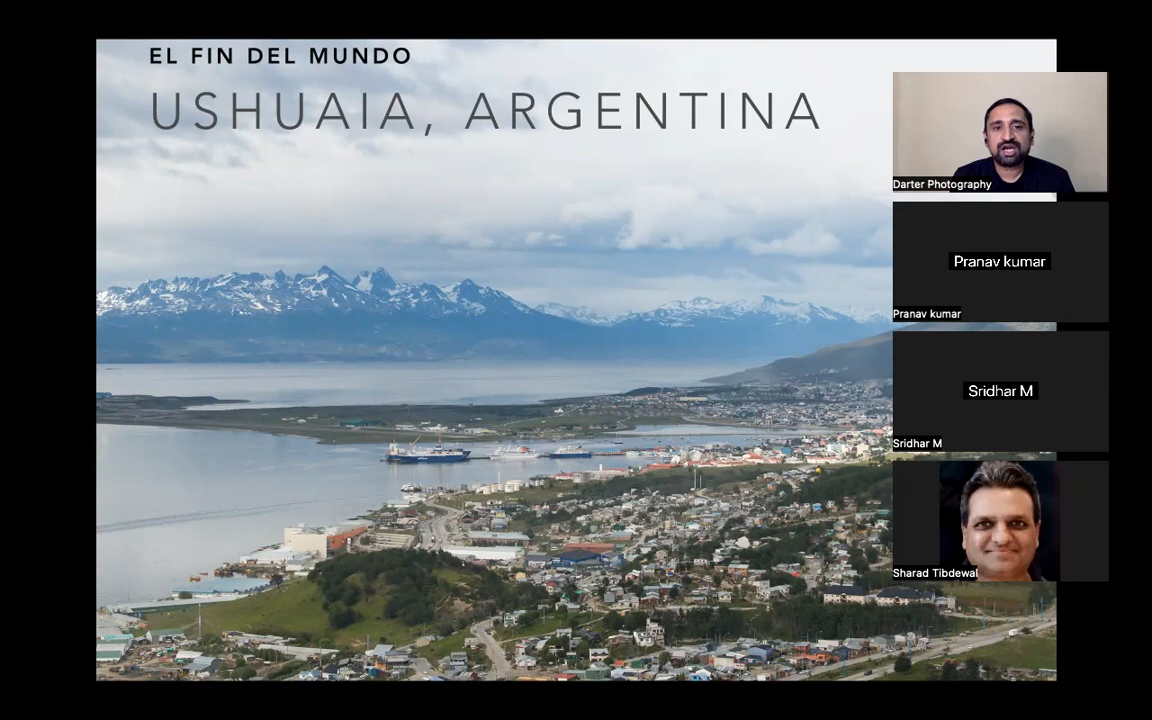 EL FIN DEL MUNDO
USHUAIA, ARGENTINA
Darter Photography
Pranav kumar
Pranav kumar
Sridhar M
Sridhar M
Sharad Tibdewal